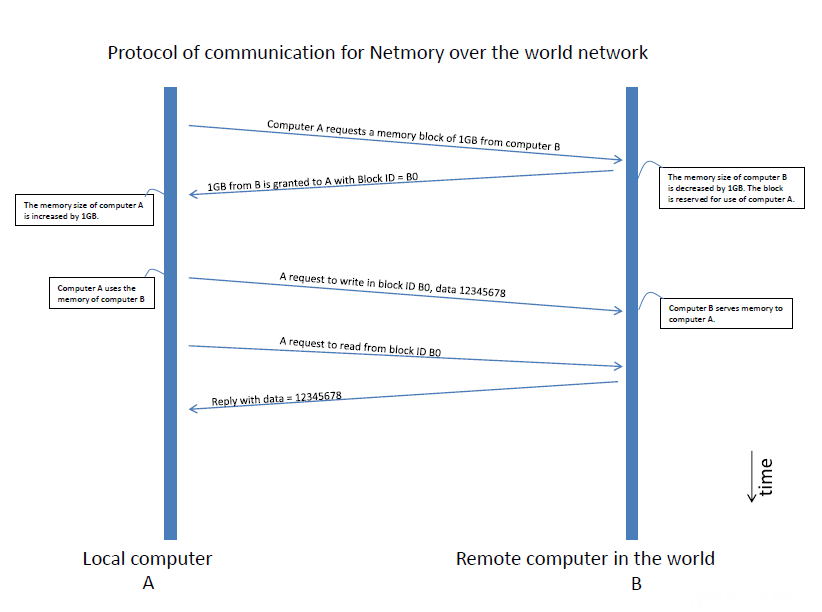 Protocol of communication for Netmory over the world network
Computer A requests a memory block of 1GB from computer B
1GB from B is granted to A with Block ID = B0
The memory size of computer B
is decreased by 1GB. The block
is reserved for use of computer A.
The memory size of computer A
is increased by 1GB.
A request to write in block ID B0, data 12345678
Computer A uses the
memory of computer B
Computer B serves memory to
computer A.
A request to read from block ID B0
Reply with data = 12345678
time
Local computer
A
Remote computer in the world
B